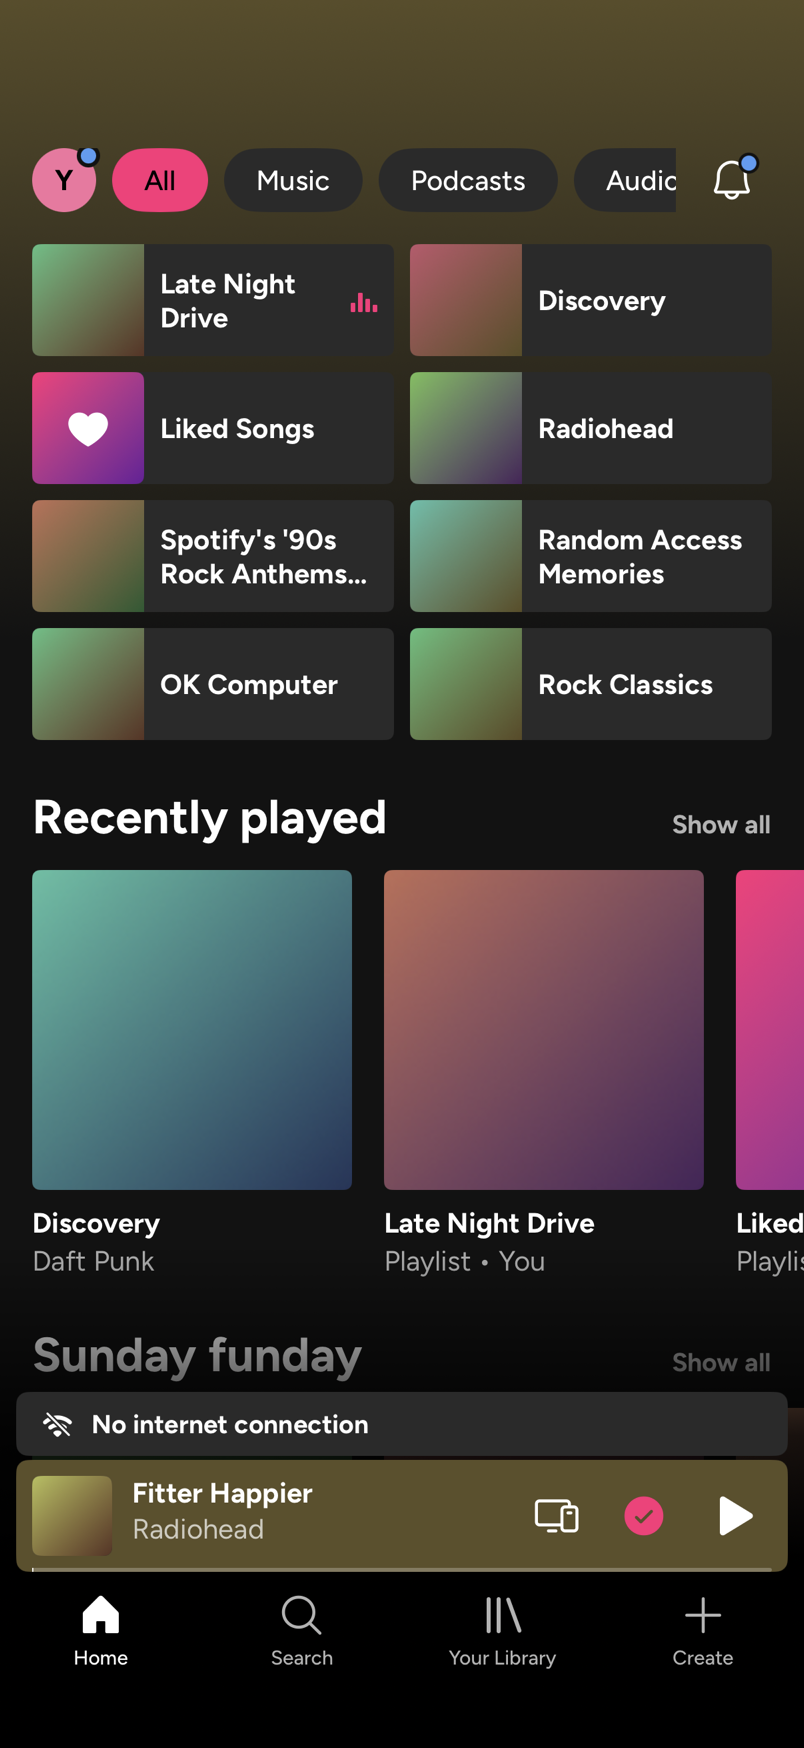 Y
All
Music
Podcasts
Audio
Late Night
Drive
Discovery
Liked Songs
Radiohead
Spotify's '90s
Rock Anthems...
Random Access
Memories
OK Computer
Rock Classics
Recently played
Show all
Discovery
Daft Punk
Late Night Drive
Playlist • You
Liked
Playlis
Sunday funday
Show all
No internet connection
Fitter Happier
Radiohead
Home
Search
Your Library
Create